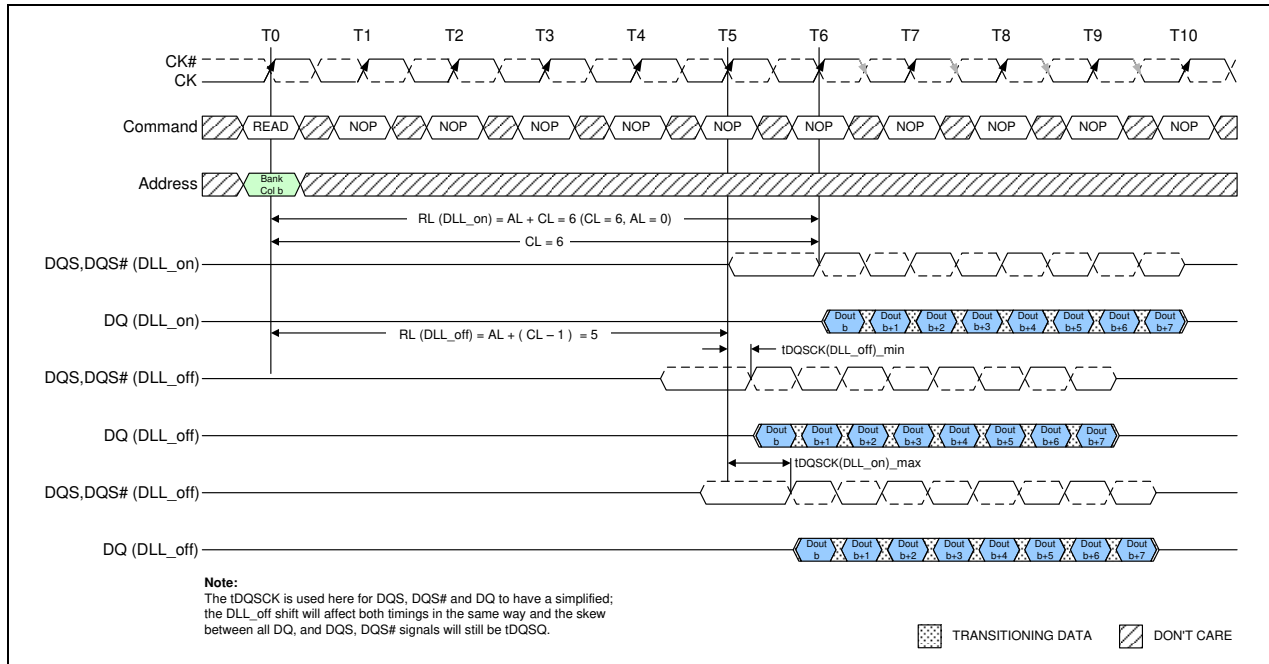 T0 T1 T2 T3 T4 T5 T6 T7 T8 T9 T10
CK#
CK
Command READ NOP NOP NOP NOP NOP NOP NOP NOP NOP NOP
Address Bank
Col b
RL (DLL_on) = AL + CL = 6 (CL = 6, AL = 0)
CL = 6
DQS,DQS# (DLL_on)
DQ (DLL_on) Dout b Dout b+1 Dout b+2 Dout b+3 Dout b+4 Dout b+5 Dout b+6 Dout b+7
RL (DLL_off) = AL + ( CL – 1 ) = 5
tDQSCK(DLL_off)_min
DQS,DQS# (DLL_off)
DQ (DLL_off) Dout b Dout b+1 Dout b+2 Dout b+3 Dout b+4 Dout b+5 Dout b+6 Dout b+7
tDQSCK(DLL_on)_max
DQS,DQS# (DLL_off)
DQ (DLL_off) Dout b Dout b+1 Dout b+2 Dout b+3 Dout b+4 Dout b+5 Dout b+6 Dout b+7
Note:
The tDQSCK is used here for DQS, DQS# and DQ to have a simplified;
the DLL_off shift will affect both timings in the same way and the skew
between all DQ, and DQS, DQS# signals will still be tDQSQ.
TRANSITIONING DATA DON'T CARE